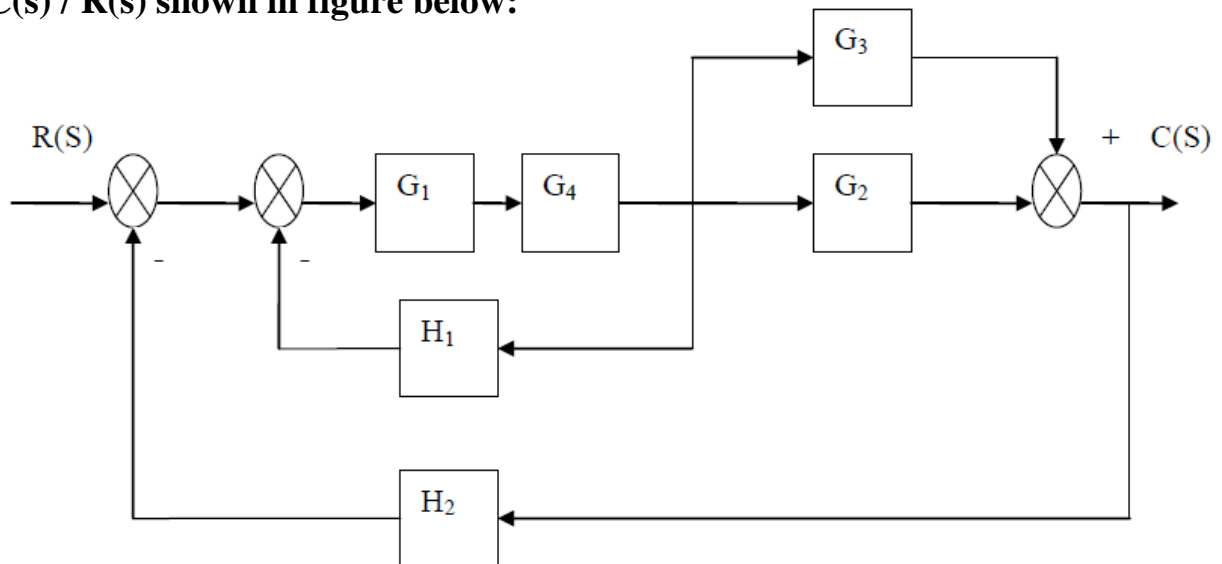 C(s) / R(s) shown in figure below:
G₃
R(S)
+ C(S)
G₁
G₄
G₂
-
-
H₁
H₂